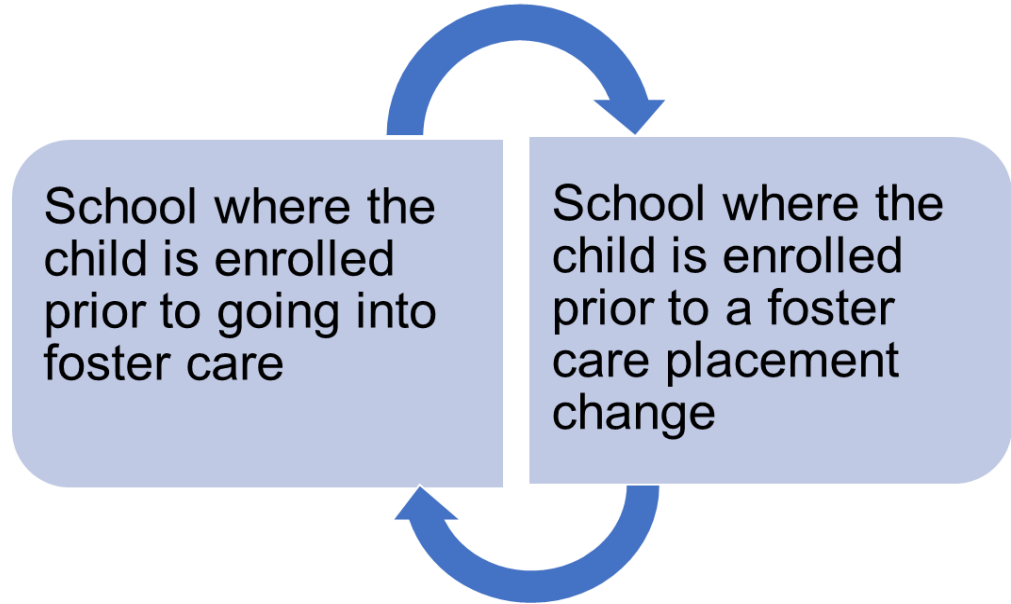 School where the
child is enrolled
prior to going into
foster care
School where the
child is enrolled
prior to a foster
care placement
change